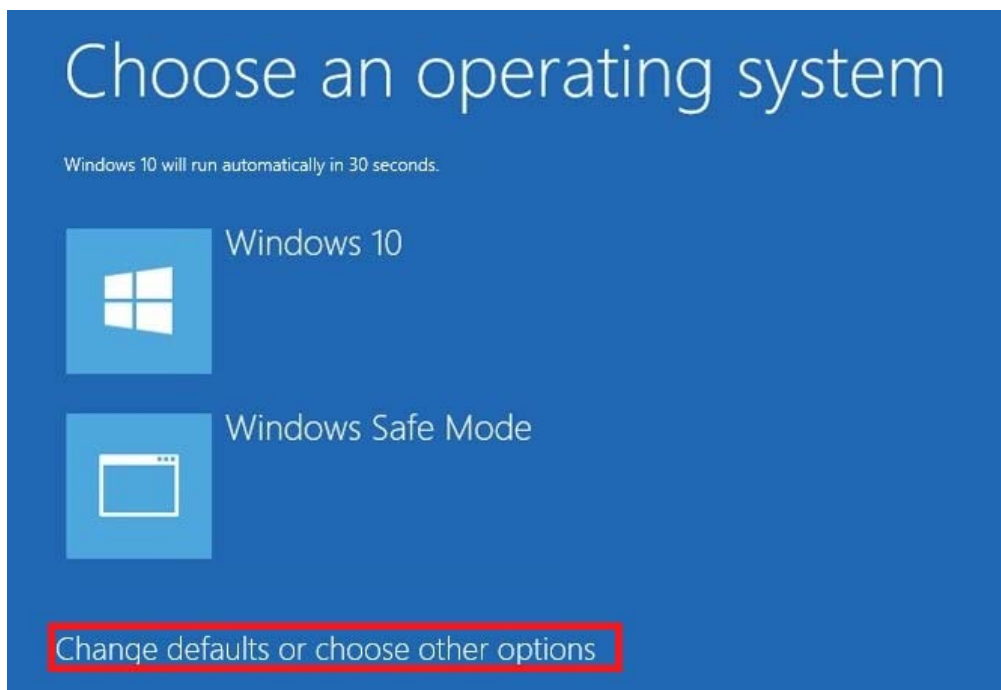 Choose an operating system
Windows 10 will run automatically in 30 seconds.
Windows 10
Windows Safe Mode
Change defaults or choose other options